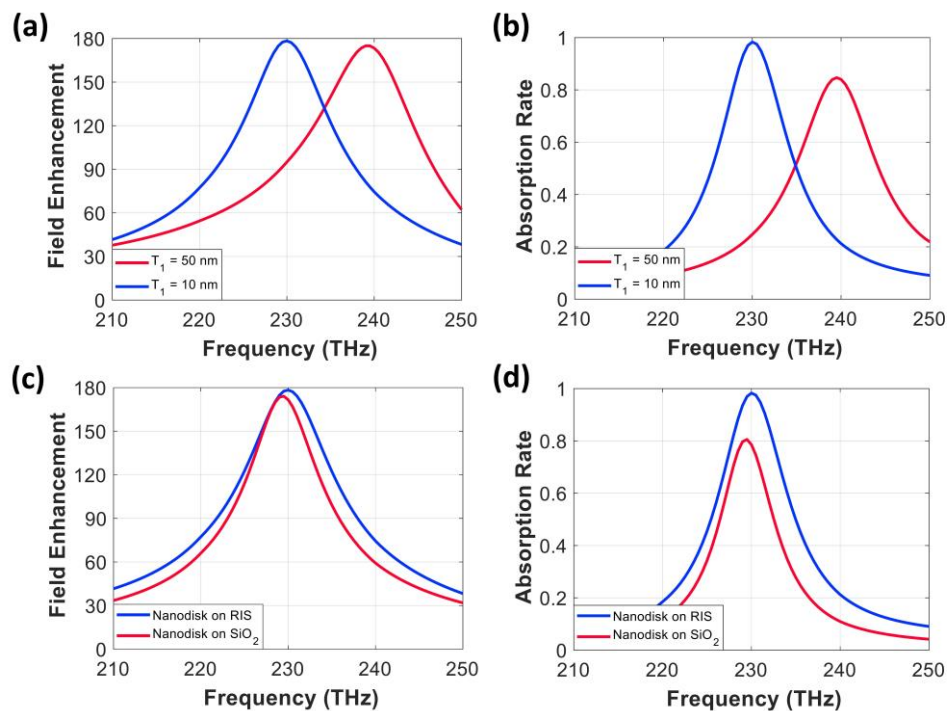 (a)
Field Enhancement
180
150
120
90
60
30
0
T1 = 50 nm
T1 = 10 nm
210 220 230 240 250
Frequency (THz)
(b)
Absorption Rate
1
0.8
0.6
0.4
0.2
0
T1 = 50 nm
T1 = 10 nm
210 220 230 240 250
Frequency (THz)
(c)
Field Enhancement
180
150
120
90
60
30
0
Nanodisk on RIS
Nanodisk on SiO2
210 220 230 240 250
Frequency (THz)
(d)
Absorption Rate
1
0.8
0.6
0.4
0.2
0
Nanodisk on RIS
Nanodisk on SiO2
210 220 230 240 250
Frequency (THz)